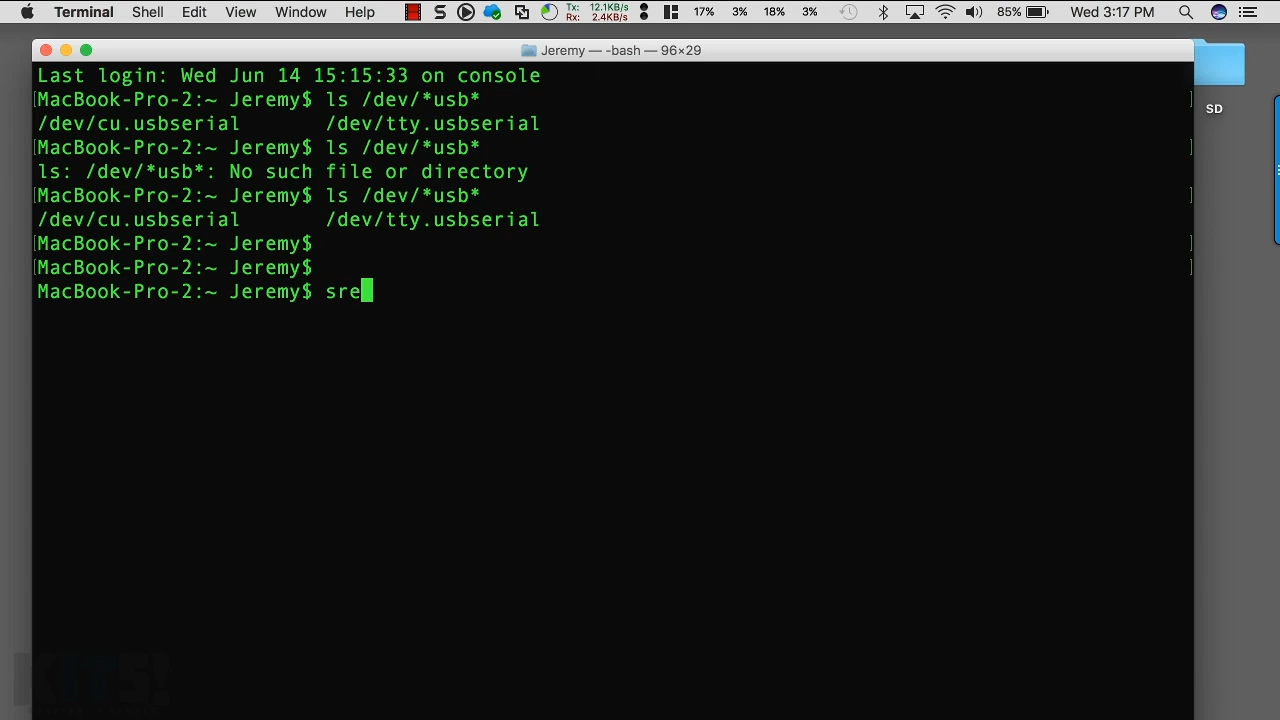 Terminal Shell Edit View Window Help Tx: 12.1KB/s Rx: 2.4KB/s 17% 3% 18% 3% 85% Wed 3:17 PM
Jeremy — -bash — 96×29
Last login: Wed Jun 14 15:15:33 on console
[MacBook-Pro-2:~ Jeremy$ ls /dev/*usb* ]
/dev/cu.usbserial /dev/tty.usbserial
[MacBook-Pro-2:~ Jeremy$ ls /dev/*usb* ]
ls: /dev/*usb*: No such file or directory
[MacBook-Pro-2:~ Jeremy$ ls /dev/*usb* ]
/dev/cu.usbserial /dev/tty.usbserial
[MacBook-Pro-2:~ Jeremy$ ]
[MacBook-Pro-2:~ Jeremy$ ]
MacBook-Pro-2:~ Jeremy$ sre
SD